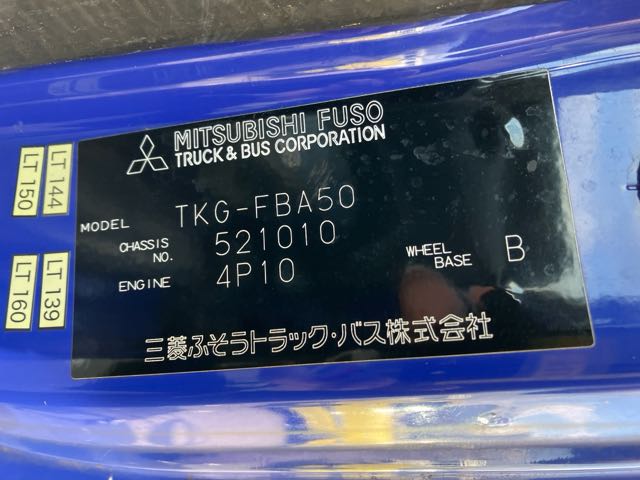 MITSUBISHI FUSO
TRUCK & BUS CORPORATION
LT 150
LT 144
MODEL TKG-FBA50
CHASSIS NO. 521010
ENGINE 4P10
WHEEL BASE B
LT 160
LT 139
三菱ふそうトラック・バス株式会社